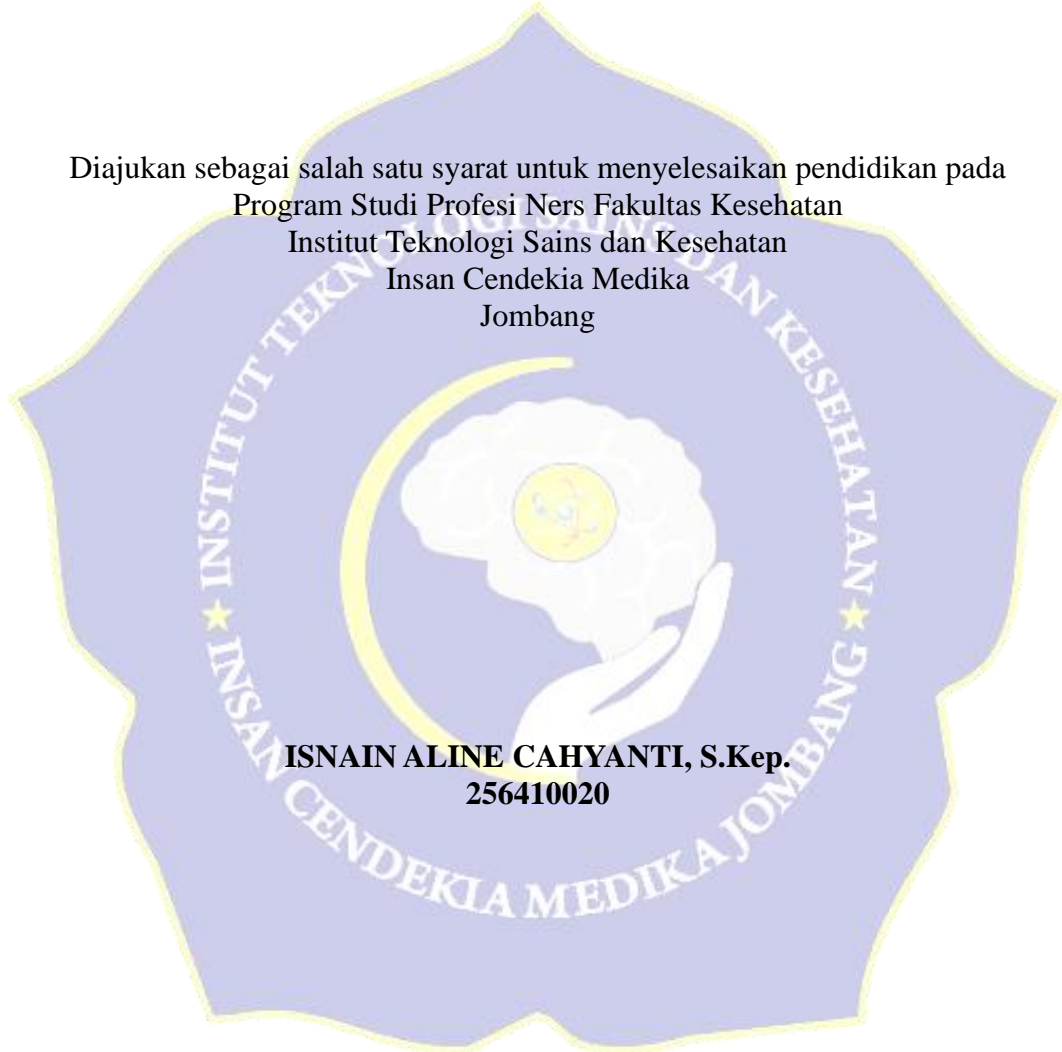 Diajukan sebagai salah satu syarat untuk menyelesaikan pendidikan pada
Program Studi Profesi Ners Fakultas Kesehatan
Institut Teknologi Sains dan Kesehatan
Insan Cendekia Medika
Jombang
INSTITUT TEKNOLOGI SAINS DAN KESEHATAN
INSAN CENDEKIA MEDIKA JOMBANG
ISNAIN ALINE CAHYANTI, S.Kep.
256410020